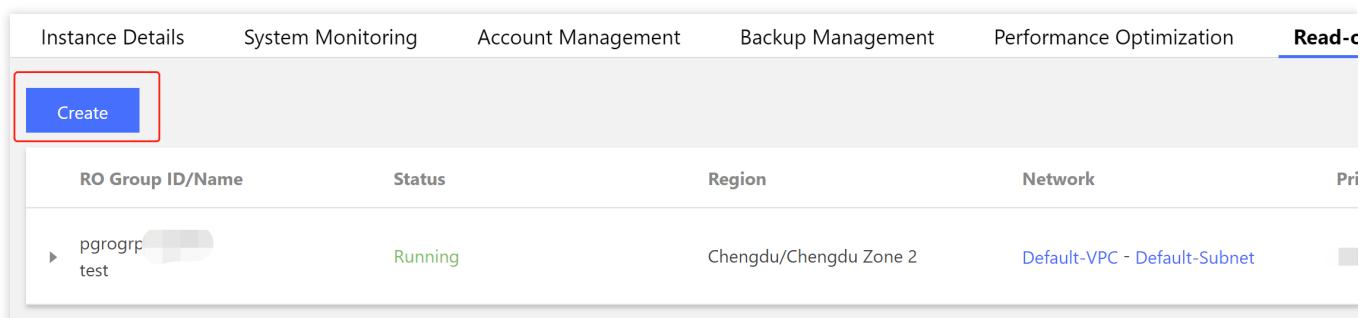 Instance Details System Monitoring Account Management Backup Management Performance Optimization
Create
RO Group ID/Name Status Region Network
pgrogrp Running Chengdu/Chengdu Zone 2 Default-VPC - Default-Subnet
test